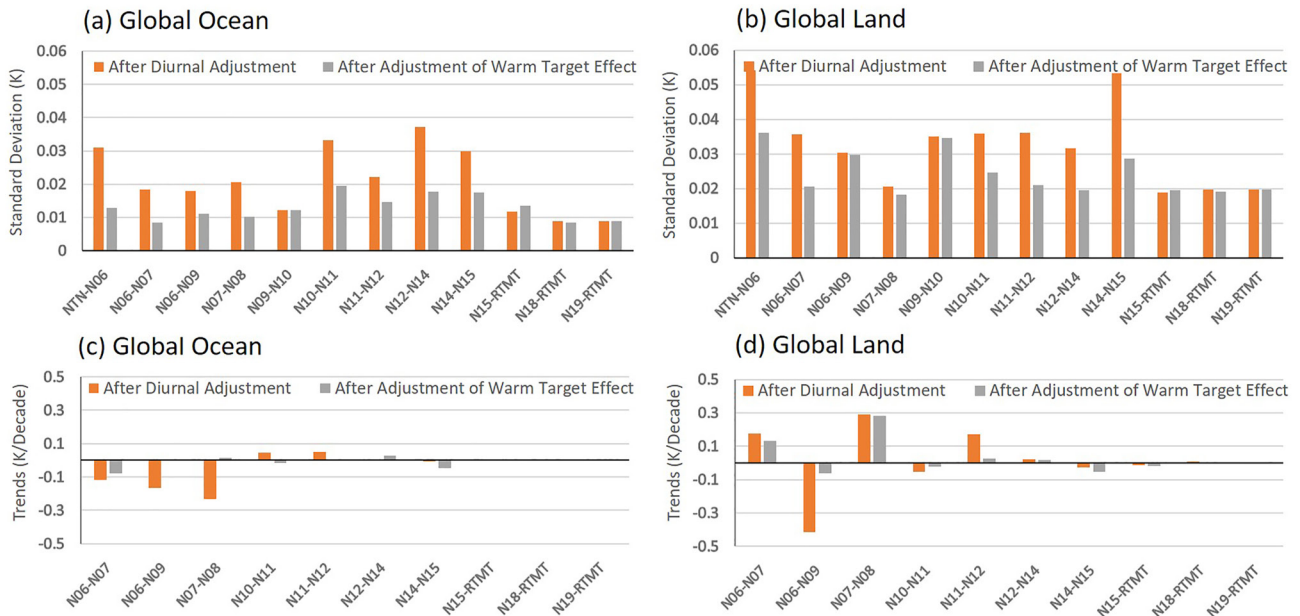 (a) Global Ocean
Standard Deviation (K)
0.06
0.05
0.04
0.03
0.02
0.01
0
After Diurnal Adjustment
After Adjustment of Warm Target Effect
NTN-N06
N06-N07
N06-N09
N07-N08
N09-N10
N10-N11
N11-N12
N12-N14
N14-N15
N15-RTMT
N18-RTMT
N19-RTMT
(b) Global Land
Standard Deviation (K)
0.06
0.05
0.04
0.03
0.02
0.01
0
After Diurnal Adjustment
After Adjustment of Warm Target Effect
NTN-N06
N06-N07
N06-N09
N07-N08
N09-N10
N10-N11
N11-N12
N12-N14
N14-N15
N15-RTMT
N18-RTMT
N19-RTMT
(c) Global Ocean
Trends (K/Decade)
0.5
0.3
0.1
-0.1
-0.3
-0.5
After Diurnal Adjustment
After Adjustment of Warm Target Effect
N06-N07
N06-N09
N07-N08
N10-N11
N11-N12
N12-N14
N14-N15
N15-RTMT
N18-RTMT
N19-RTMT
(d) Global Land
Trends (K/Decade)
0.5
0.3
0.1
-0.1
-0.3
-0.5
After Diurnal Adjustment
After Adjustment of Warm Target Effect
N06-N07
N06-N09
N07-N08
N10-N11
N11-N12
N12-N14
N14-N15
N15-RTMT
N18-RTMT
N19-RTMT